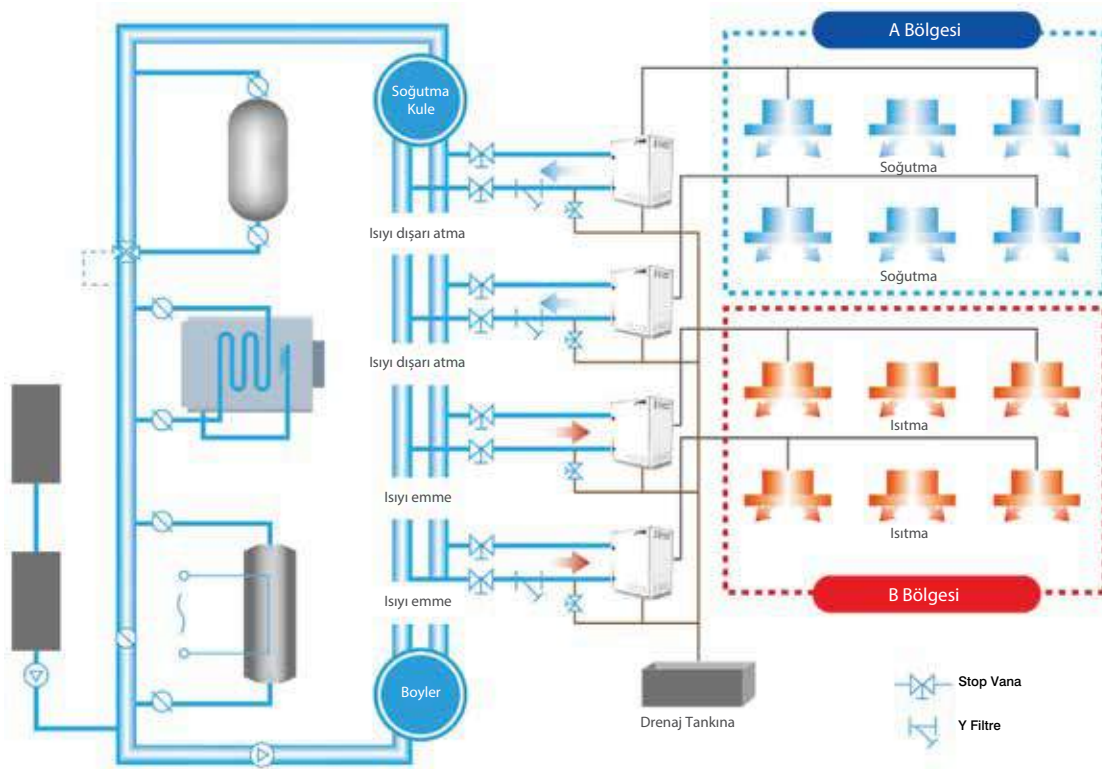 A Bölgesi
Soğutma
Kule
Soğutma
Isıyı dışarı atma
Soğutma
Isıyı dışarı atma
Isıtma
Isıyı emme
Isıtma
Isıyı emme
B Bölgesi
Boyler
Stop Vana
Drenaj Tankına
Y Filtre